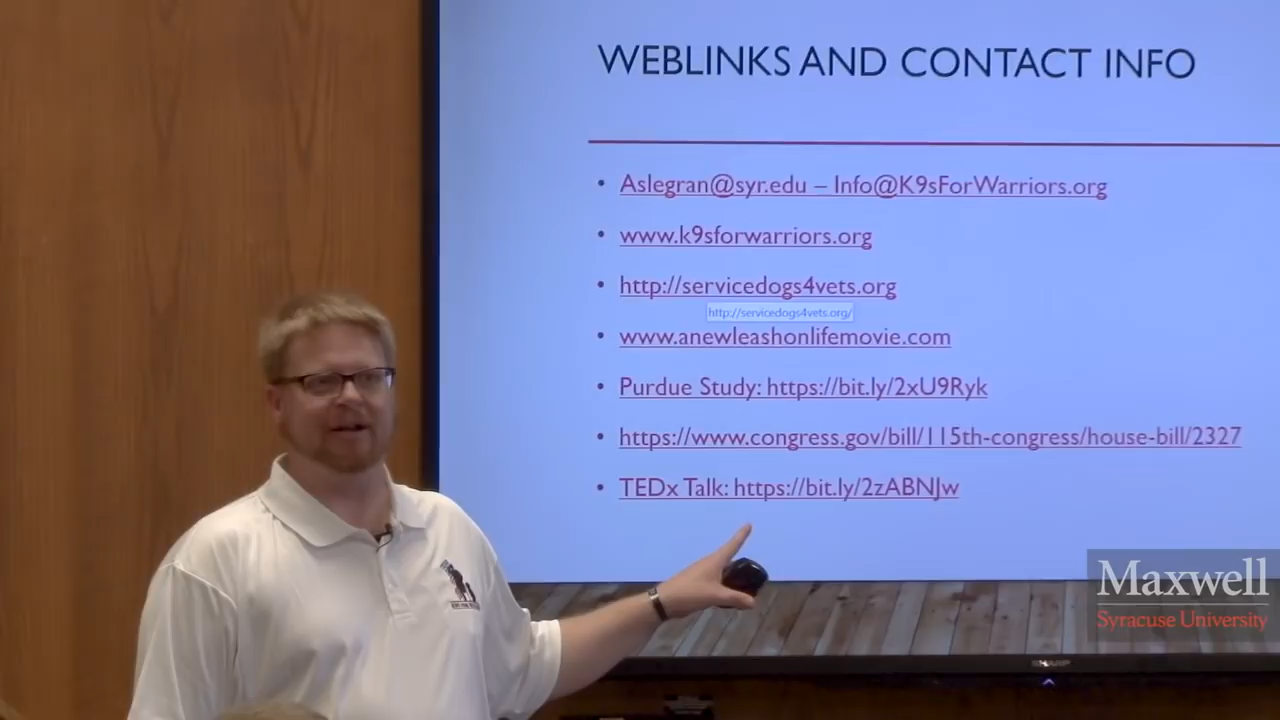 WEBLINKS AND CONTACT INFO
• Aslegran@syr.edu – Info@K9sForWarriors.org
• www.k9sforwarriors.org
• http://servicedogs4vets.org
http://servicedogs4vets.org/
• www.anewleashonlifemovie.com
• Purdue Study: https://bit.ly/2xU9Ryk
• https://www.congress.gov/bill/115th-congress/house-bill/2327
• TEDx Talk: https://bit.ly/2zABNJw
Maxwell
Syracuse University
SHARP